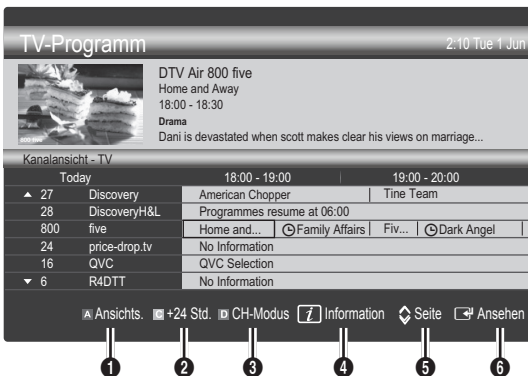 TV-Programm 2:10 Tue 1 Jun
DTV Air 800 five
Home and Away
18:00 - 18:30
Drama
Dani is devastated when scott makes clear his views on marriage...
800 five
Kanalansicht - TV
Today 18:00 - 19:00 19:00 - 20:00
▲ 27 Discovery American Chopper Tine Team
28 DiscoveryH&L Programmes resume at 06:00
800 five Home and... Family Affairs Fiv... Dark Angel
24 price-drop.tv No Information
16 QVC QVC Selection
▼ 6 R4DTT No Information
A Ansichts. C +24 Std. D CH-Modus i Information Seite Ansehen
1 2 3 4 5 6